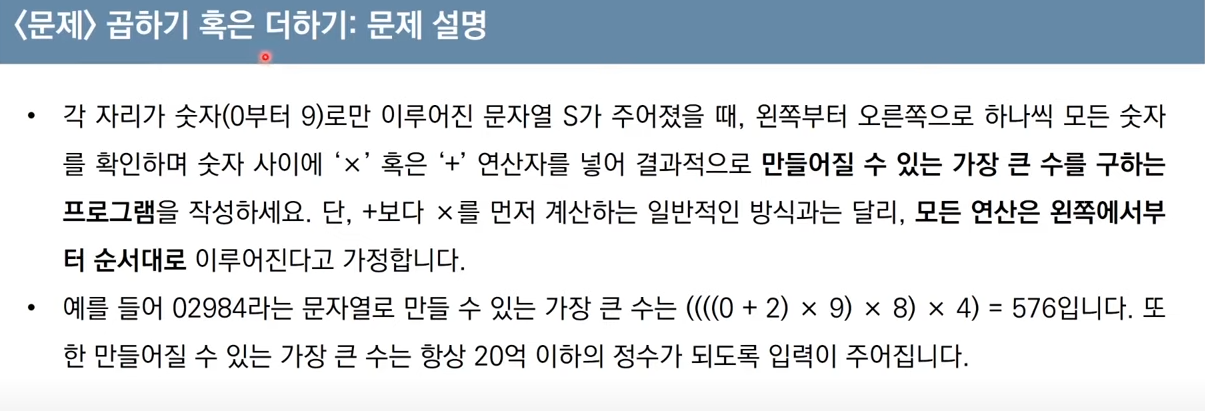 〈문제〉 곱하기 혹은 더하기: 문제 설명
• 각 자리가 숫자(0부터 9)로만 이루어진 문자열 S가 주어졌을 때, 왼쪽부터 오른쪽으로 하나씩 모든 숫자
를 확인하며 숫자 사이에 ‘×’ 혹은 ‘+’ 연산자를 넣어 결과적으로 만들어질 수 있는 가장 큰 수를 구하는
프로그램을 작성하세요. 단, +보다 ×를 먼저 계산하는 일반적인 방식과는 달리, 모든 연산은 왼쪽에서부
터 순서대로 이루어진다고 가정합니다.
• 예를 들어 02984라는 문자열로 만들 수 있는 가장 큰 수는 ((((0 + 2) × 9) × 8) × 4) = 576입니다. 또
한 만들어질 수 있는 가장 큰 수는 항상 20억 이하의 정수가 되도록 입력이 주어집니다.